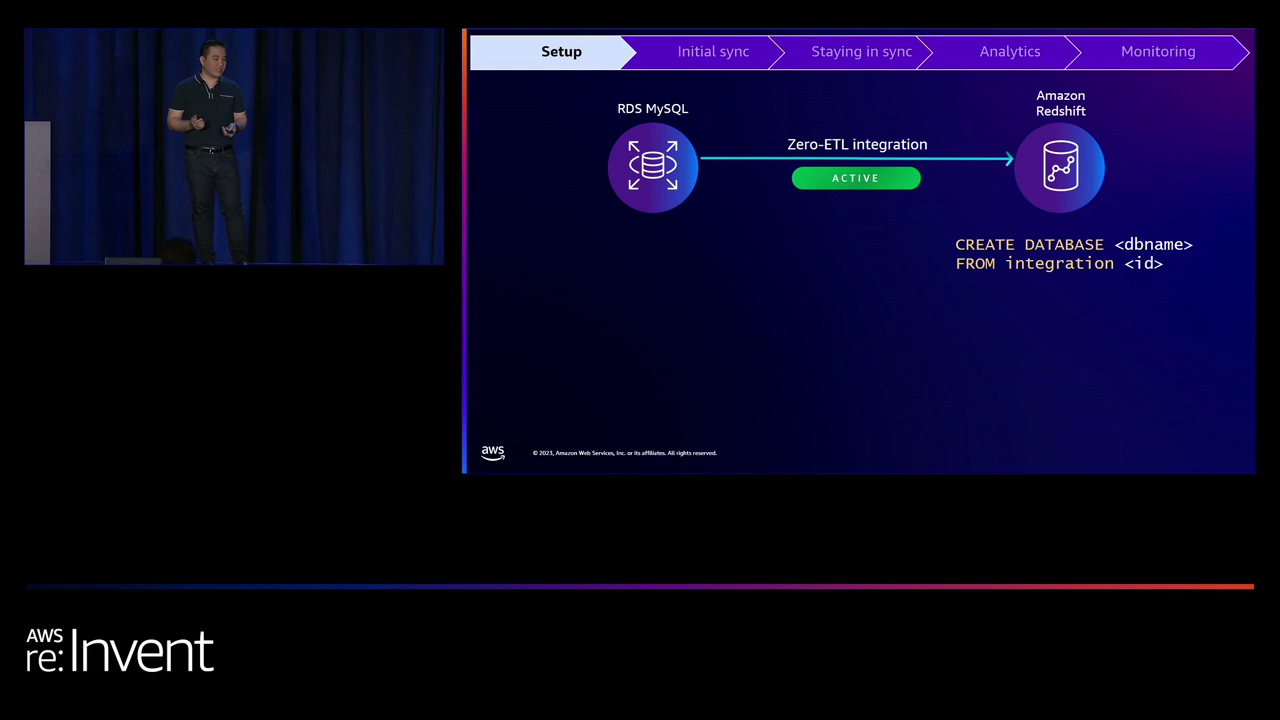 Setup
Initial sync
Staying in sync
Analytics
Monitoring
RDS MySQL
Amazon
Redshift
Zero-ETL integration
ACTIVE
CREATE DATABASE <dbname>
FROM integration <id>
aws
© 2023, Amazon Web Services, Inc. or its affiliates. All rights reserved.
AWS
re:Invent